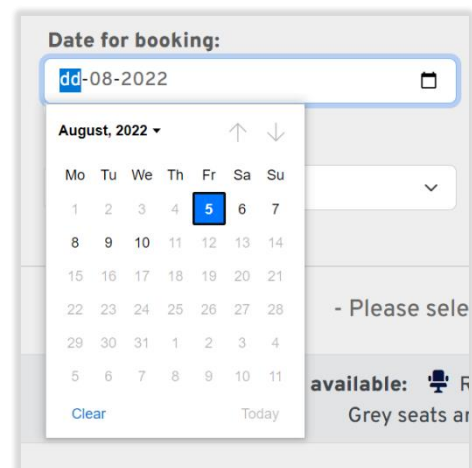 Date for booking:
dd-08-2022
August, 2022
Mo Tu We Th Fr Sa Su
1 2 3 4 5 6 7
8 9 10 11 12 13 14
15 16 17 18 19 20 21
22 23 24 25 26 27 28
29 30 31 1 2 3 4
5 6 7 8 9 10 11
Clear Today
- Please sele
available: R
Grey seats ar